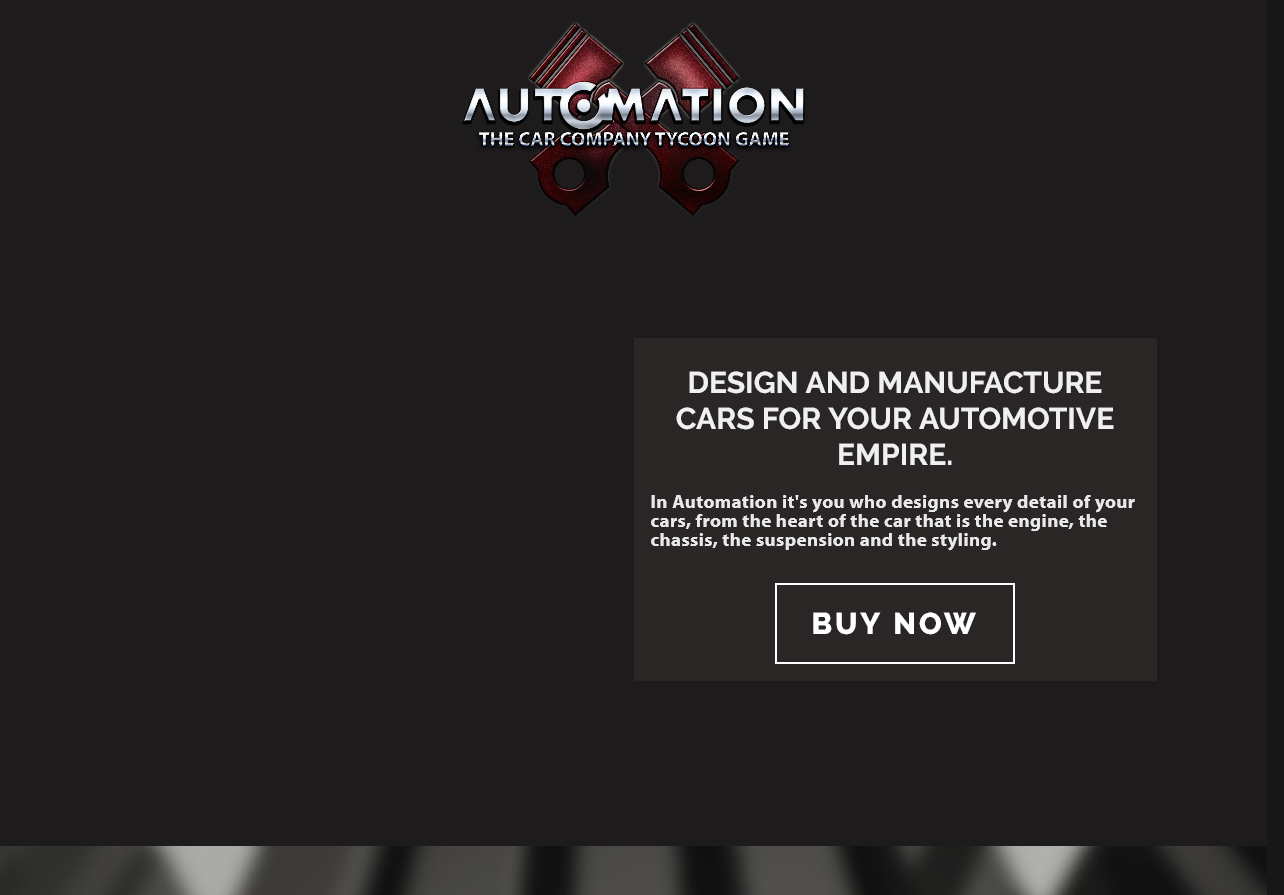 AUTOMATION
THE CAR COMPANY TYCOON GAME
DESIGN AND MANUFACTURE
CARS FOR YOUR AUTOMOTIVE
EMPIRE.
In Automation it's you who designs every detail of your
cars, from the heart of the car that is the engine, the
chassis, the suspension and the styling.
BUY NOW